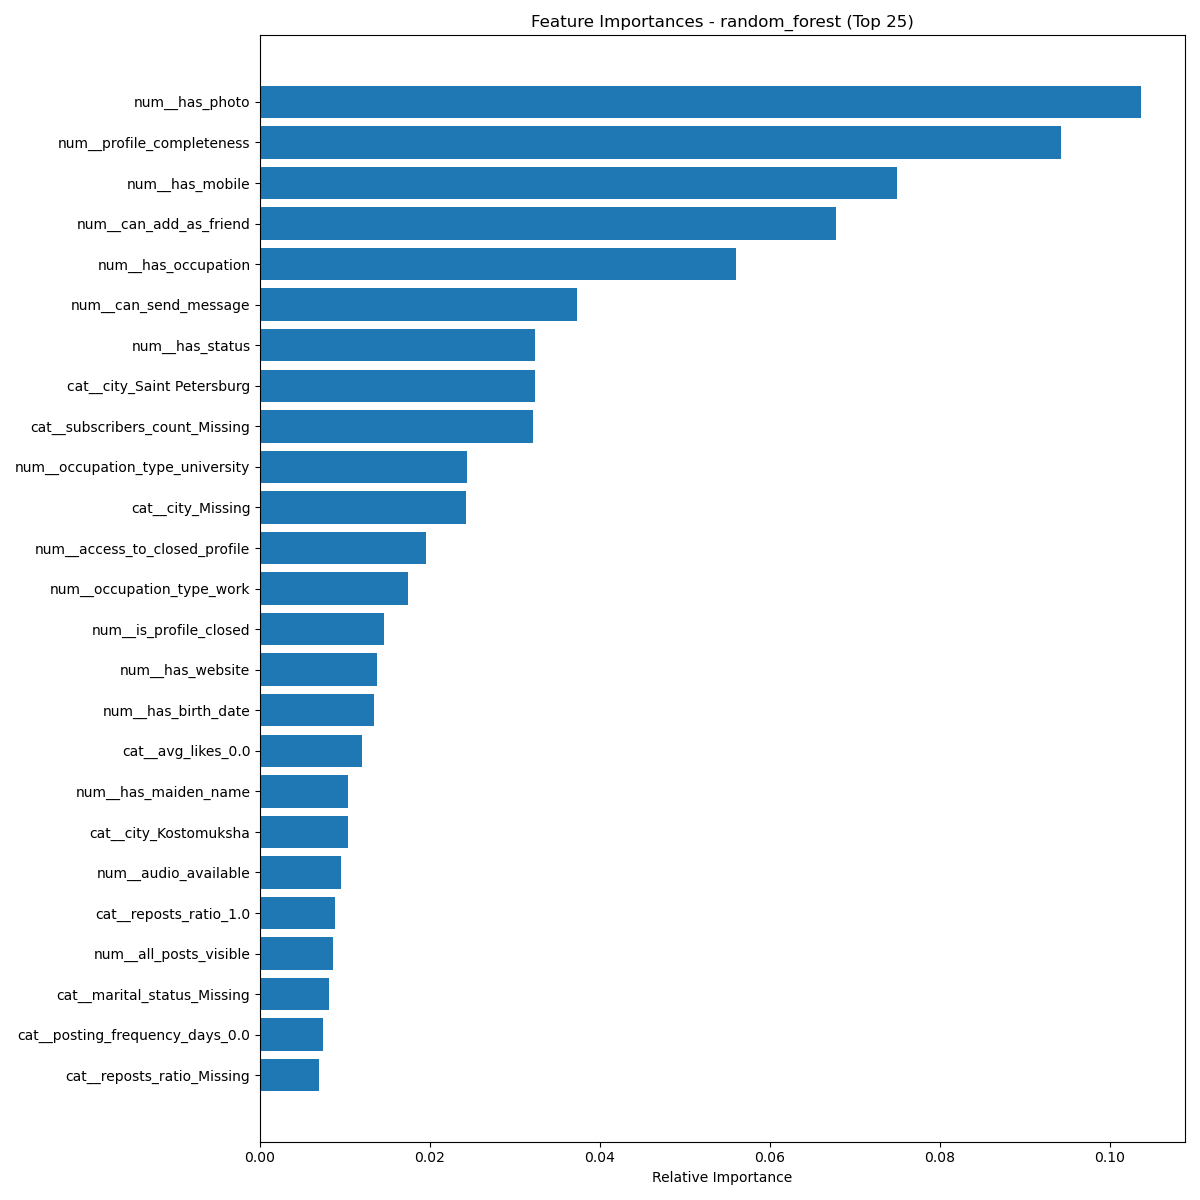 Feature Importances - random_forest (Top 25)
num__has_photo
num__profile_completeness
num__has_mobile
num__can_add_as_friend
num__has_occupation
num__can_send_message
num__has_status
cat__city_Saint Petersburg
cat__subscribers_count_Missing
num__occupation_type_university
cat__city_Missing
num__access_to_closed_profile
num__occupation_type_work
num__is_profile_closed
num__has_website
num__has_birth_date
cat__avg_likes_0.0
num__has_maiden_name
cat__city_Kostomuksha
num__audio_available
cat__reposts_ratio_1.0
num__all_posts_visible
cat__marital_status_Missing
cat__posting_frequency_days_0.0
cat__reposts_ratio_Missing
0.00 0.02 0.04 0.06 0.08 0.10
Relative Importance